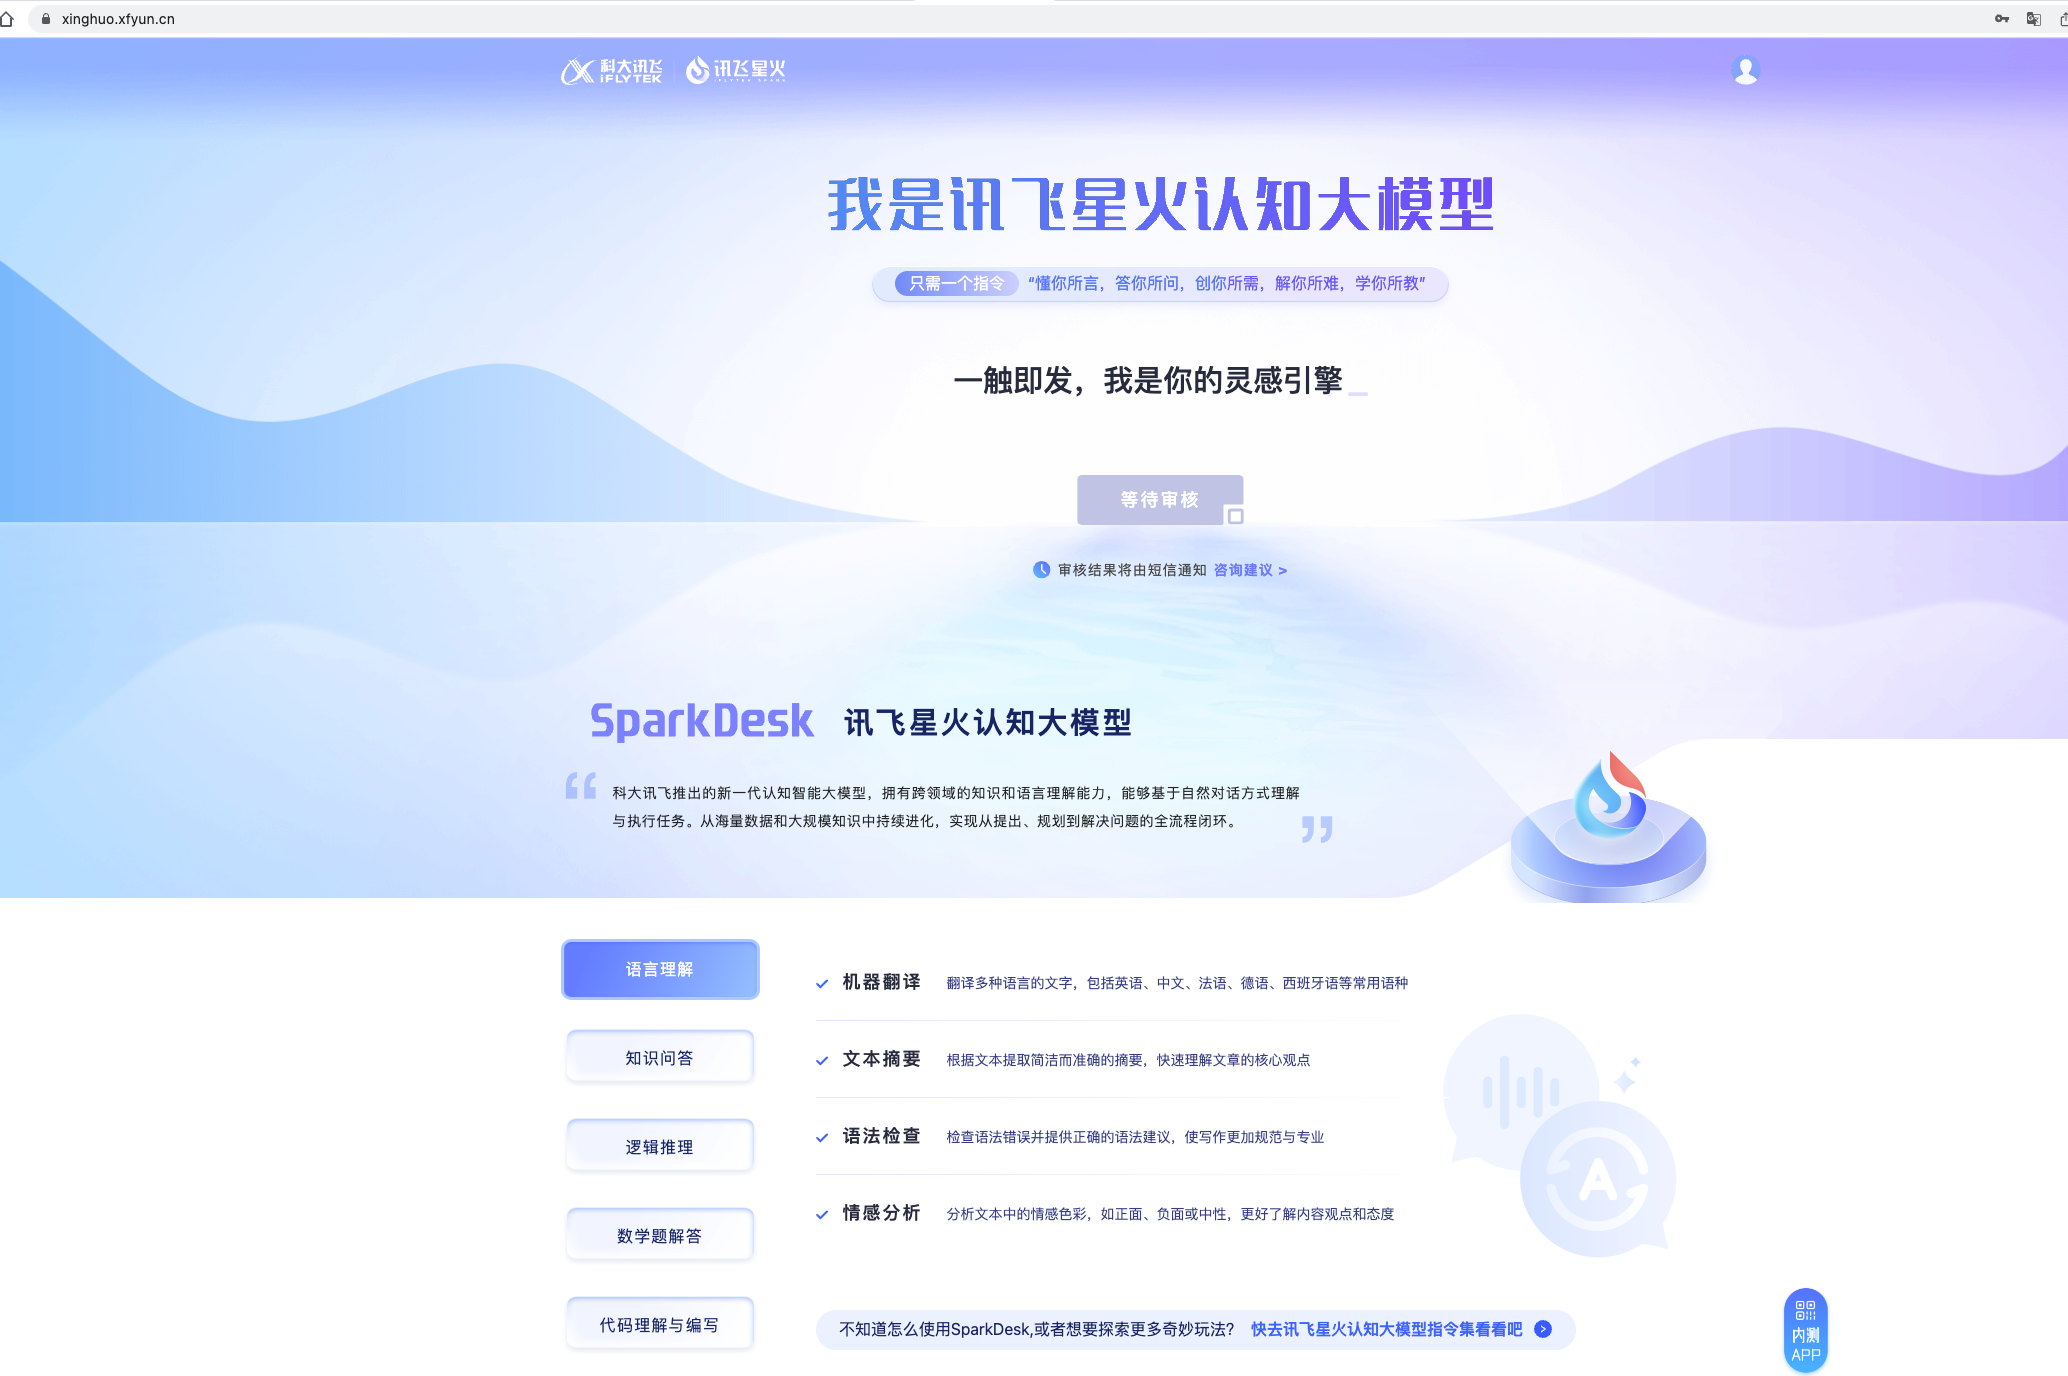 xinghuo.xfyun.cn
科大讯飞 讯飞星火
iFLYTEK IFLYTEK SPARK
我是讯飞星火认知大模型
只需一个指令 “懂你所言，答你所问，创你所需，解你所难，学你所教”
一触即发，我是你的灵感引擎_
等待审核
审核结果将由短信通知 咨询建议 >
SparkDesk 讯飞星火认知大模型
“ 科大讯飞推出的新一代认知智能大模型，拥有跨领域的知识和语言理解能力，能够基于自然对话方式理解
与执行任务。从海量数据和大规模知识中持续进化，实现从提出、规划到解决问题的全流程闭环。 ”
语言理解
知识问答
逻辑推理
数学题解答
代码理解与编写
机器翻译 翻译多种语言的文字，包括英语、中文、法语、德语、西班牙语等常用语种
文本摘要 根据文本提取简洁而准确的摘要，快速理解文章的核心观点
语法检查 检查语法错误并提供正确的语法建议，使写作更加规范与专业
情感分析 分析文本中的情感色彩，如正面、负面或中性，更好了解内容观点和态度
A
不知道怎么使用SparkDesk,或者想要探索更多奇妙玩法？ 快去讯飞星火认知大模型指令集看看吧
内测
APP